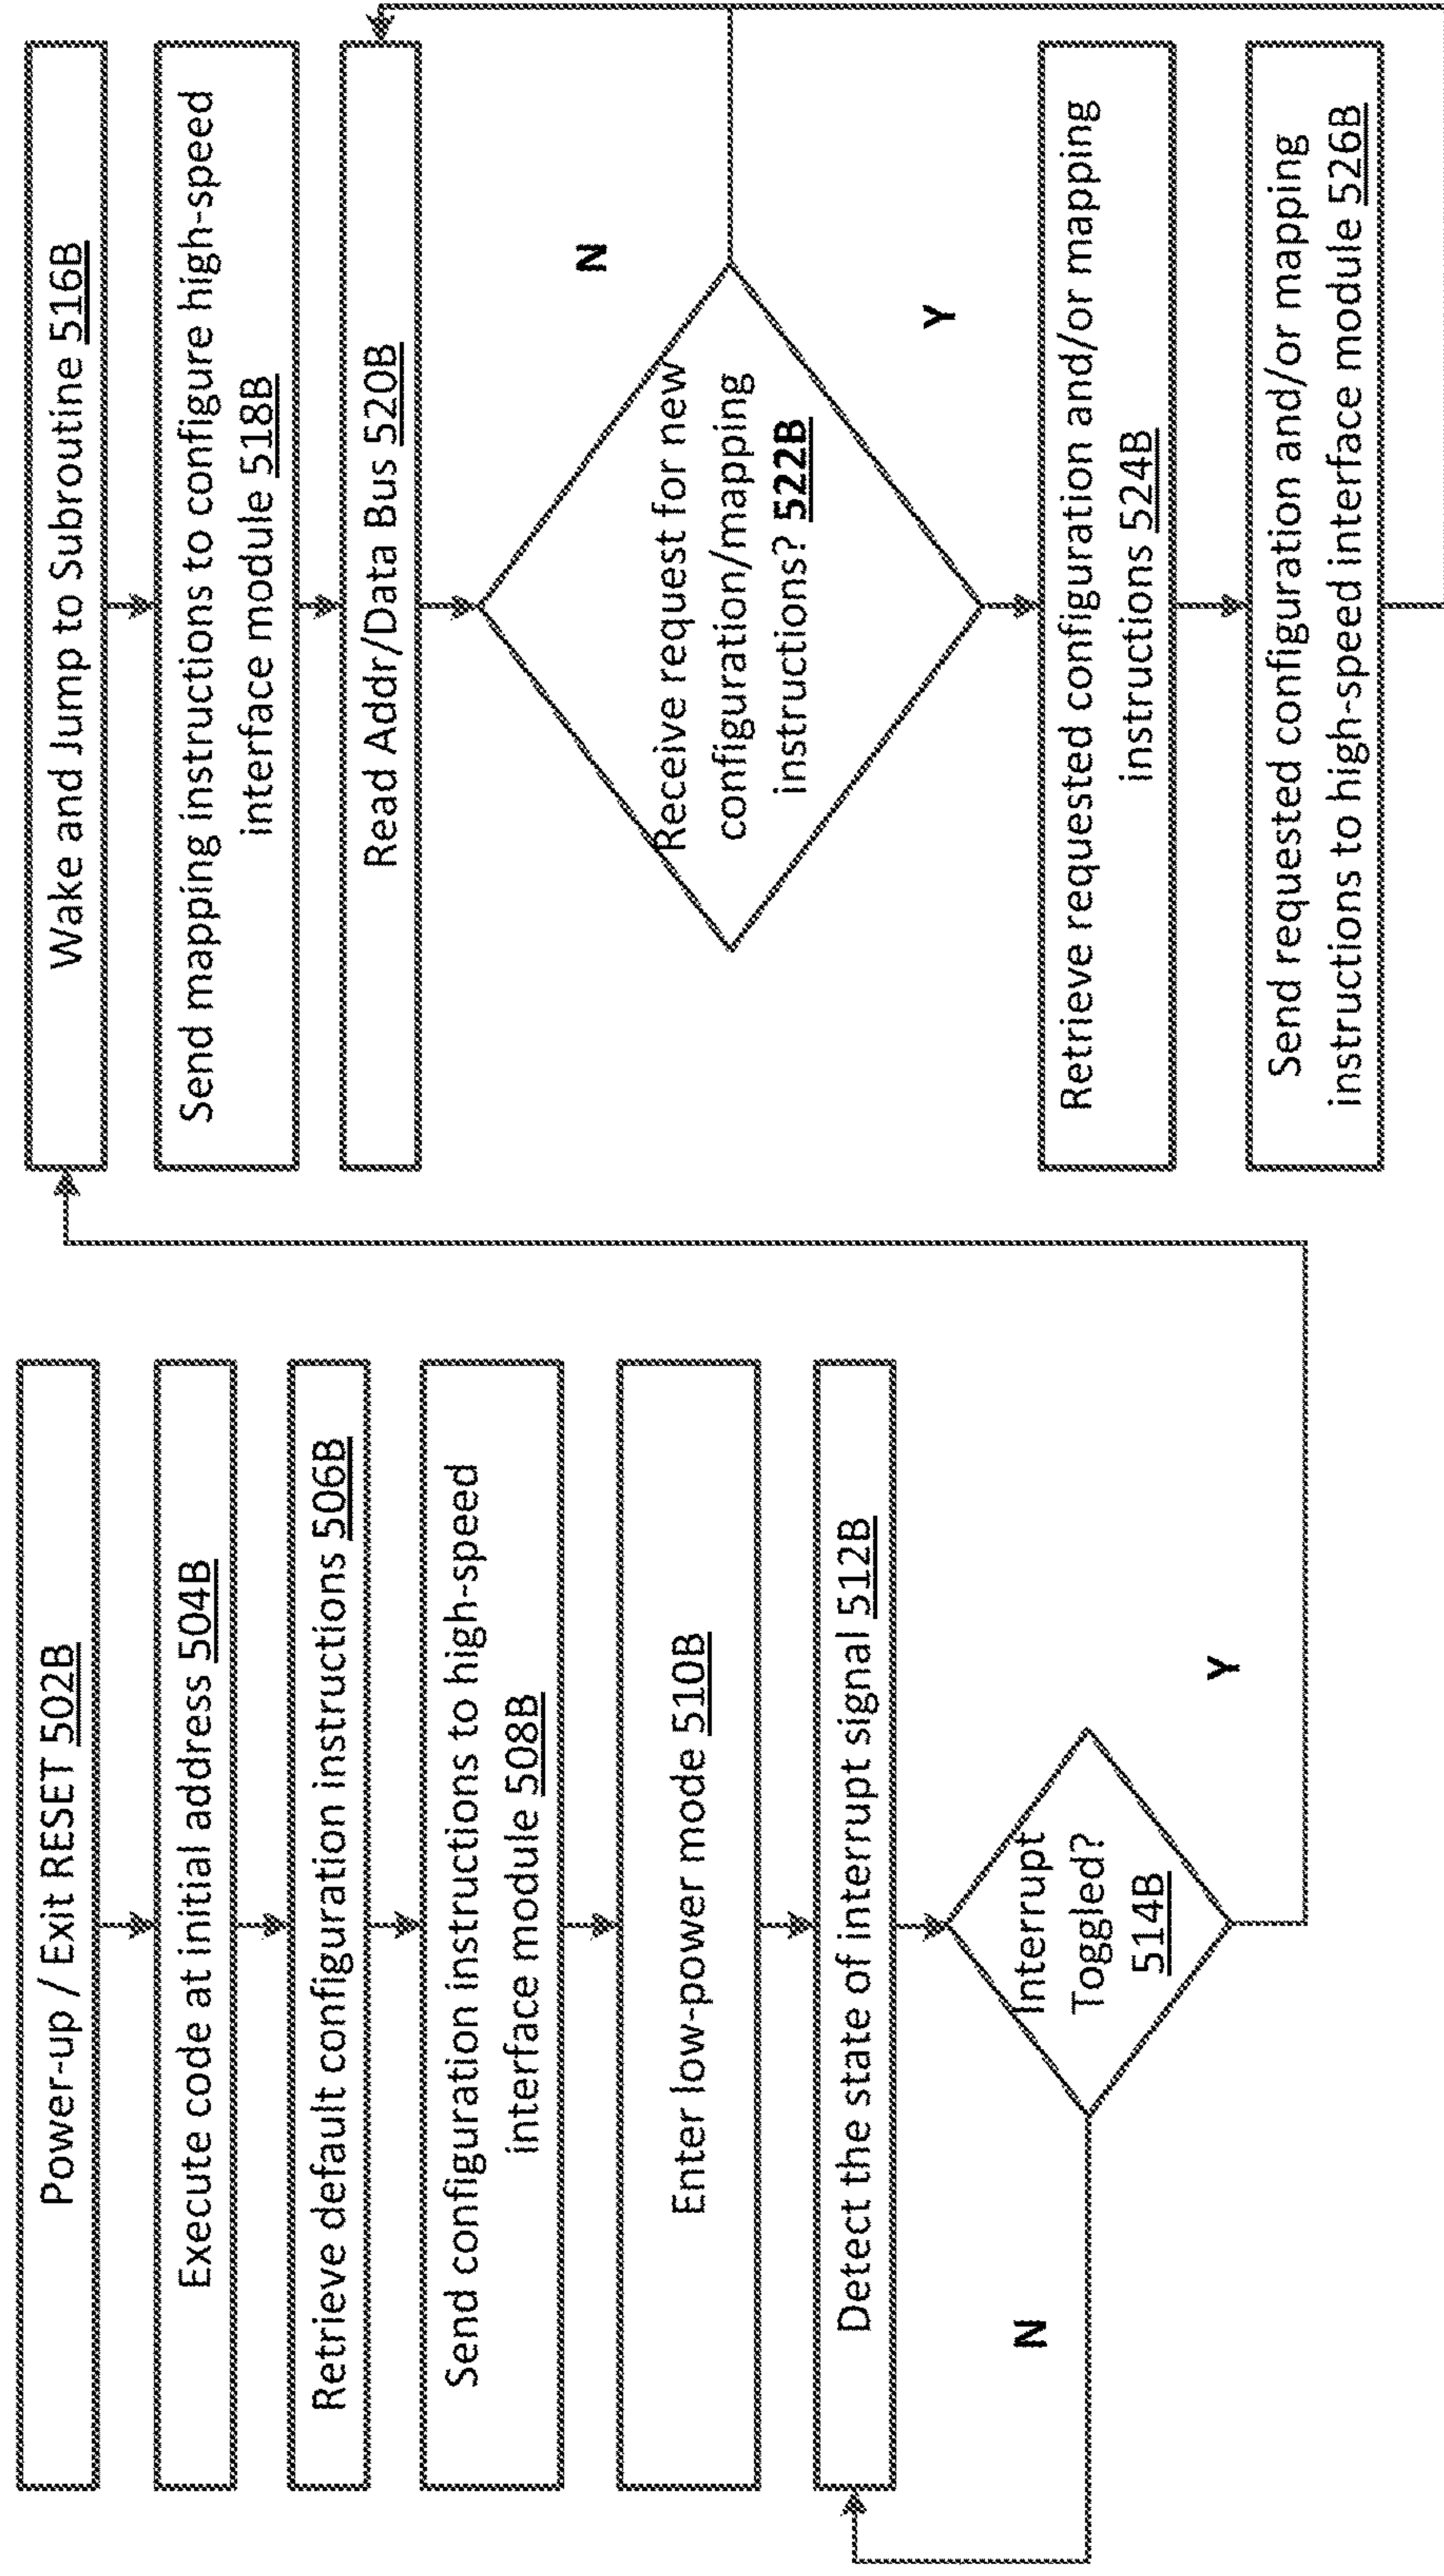 Power-up / Exit RESET 502B
Execute code at initial address 504B
Retrieve default configuration instructions 506B
Send configuration instructions to high-speed
interface module 508B
Enter low-power mode 510B
Detect the state of interrupt signal 512B
Interrupt
Toggled?
514B
N
Y
Wake and Jump to Subroutine 516B
Send mapping instructions to configure high-speed
interface module 518B
Read Addr/Data Bus 520B
Receive request for new
configuration/mapping
instructions? 522B
N
Y
Retrieve requested configuration and/or mapping
instructions 524B
Send requested configuration and/or mapping
instructions to high-speed interface module 526B